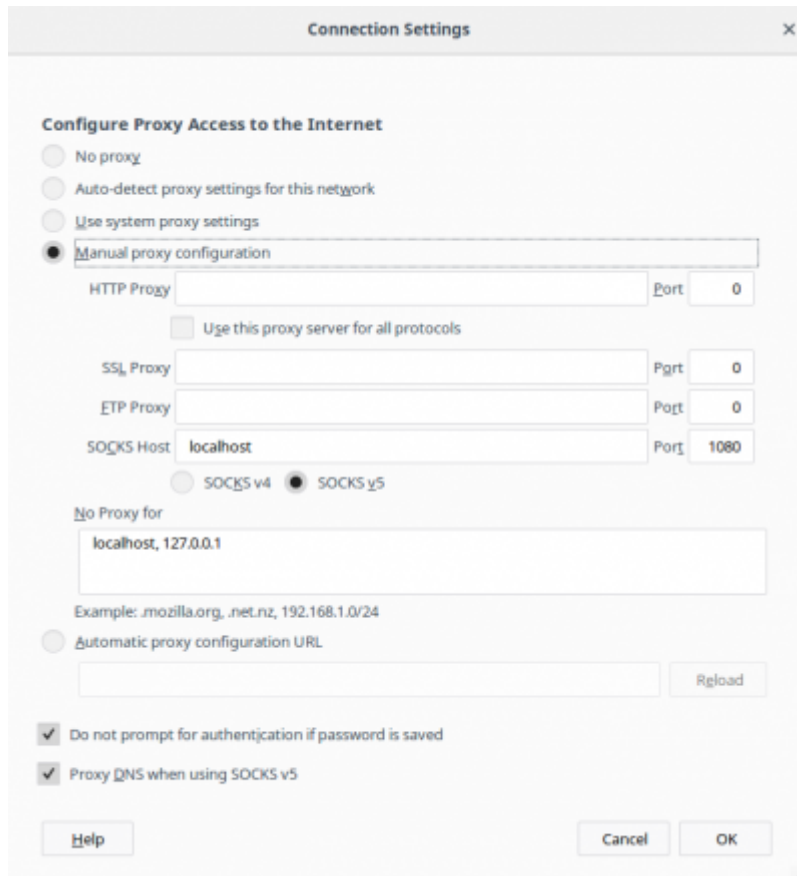 Connection Settings ×
Configure Proxy Access to the Internet
No proxy
Auto-detect proxy settings for this network
Use system proxy settings
Manual proxy configuration
HTTP Proxy Port 0
Use this proxy server for all protocols
SSL Proxy Port 0
FTP Proxy Port 0
SOCKS Host localhost Port 1080
SOCKS v4 SOCKS v5
No Proxy for
localhost, 127.0.0.1
Example: .mozilla.org, .net.nz, 192.168.1.0/24
Automatic proxy configuration URL
Reload
Do not prompt for authentication if password is saved
Proxy DNS when using SOCKS v5
Help Cancel OK